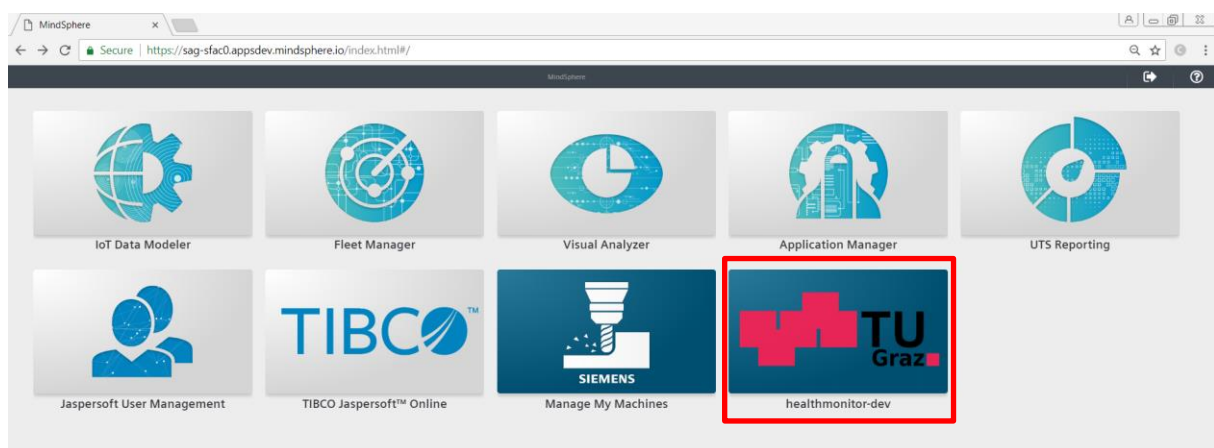 MindSphere
Secure | https://sag-sfac0.appsdev.mindsphere.io/index.html#/
MindSphere
IoT Data Modeler
Fleet Manager
Visual Analyzer
Application Manager
UTS Reporting
TIBCO™
SIEMENS
TU
Graz
Jaspersoft User Management
TIBCO Jaspersoft™ Online
Manage My Machines
healthmonitor-dev